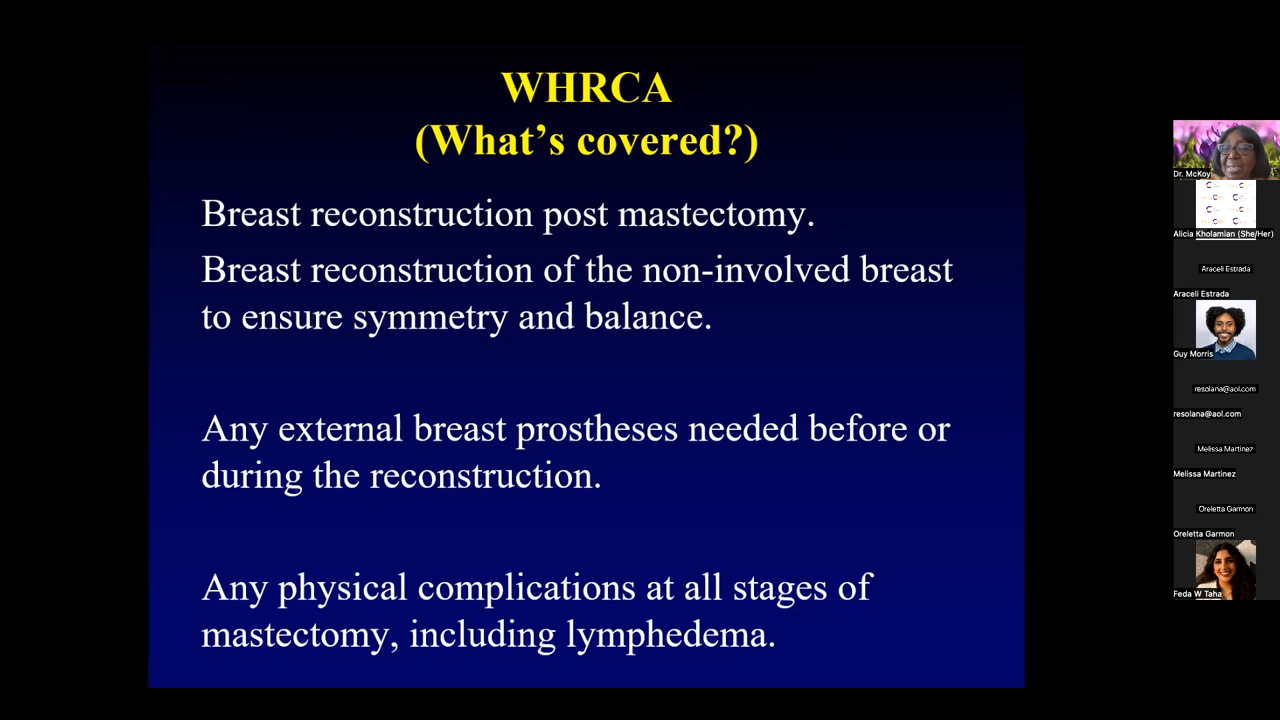 WHRCA
(What's covered?)
Breast reconstruction post mastectomy.
Breast reconstruction of the non-involved breast
to ensure symmetry and balance.
Any external breast prostheses needed before or
during the reconstruction.
Any physical complications at all stages of
mastectomy, including lymphedema.
Dr. McKoy
Alicia Kholamian (She/Her)
Araceli Estrada
Araceli Estrada
Guy Morris
resolana@aol.com
resolana@aol.com
Melissa Martinez
Melissa Martinez
Oreletta Garmon
Oreletta Garmon
Feda W Taha